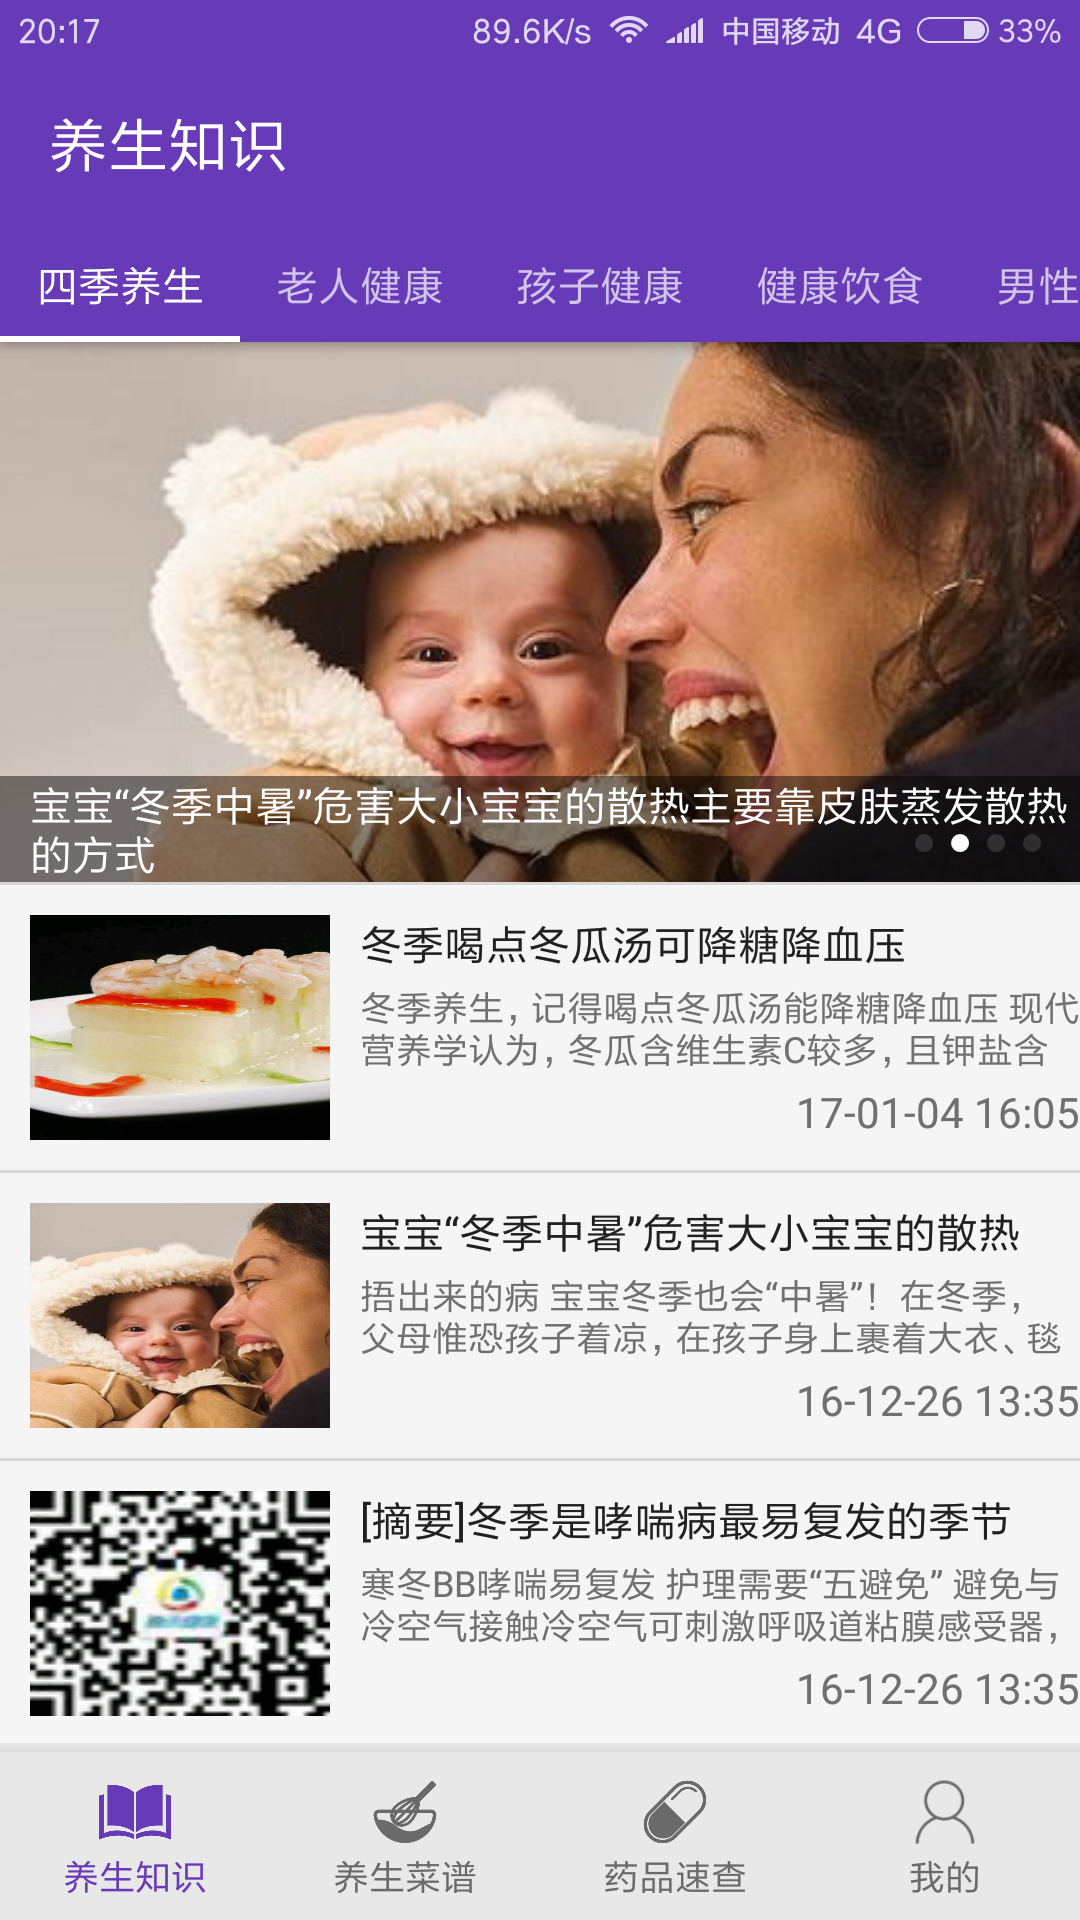 20:17 89.6K/s 中国移动 4G 33%
养生知识
四季养生 老人健康 孩子健康 健康饮食 男性
宝宝“冬季中暑”危害大小宝宝的散热主要靠皮肤蒸发散热
的方式
冬季喝点冬瓜汤可降糖降血压
冬季养生，记得喝点冬瓜汤能降糖降血压 现代
营养学认为，冬瓜含维生素C较多，且钾盐含
17-01-04 16:05
宝宝“冬季中暑”危害大小宝宝的散热
捂出来的病 宝宝冬季也会“中暑”！在冬季，
父母惟恐孩子着凉，在孩子身上裹着大衣、毯
16-12-26 13:35
[摘要]冬季是哮喘病最易复发的季节
寒冬BB哮喘易复发 护理需要“五避免” 避免与
冷空气接触冷空气可刺激呼吸道粘膜感受器，
16-12-26 13:35
养生知识 养生菜谱 药品速查 我的